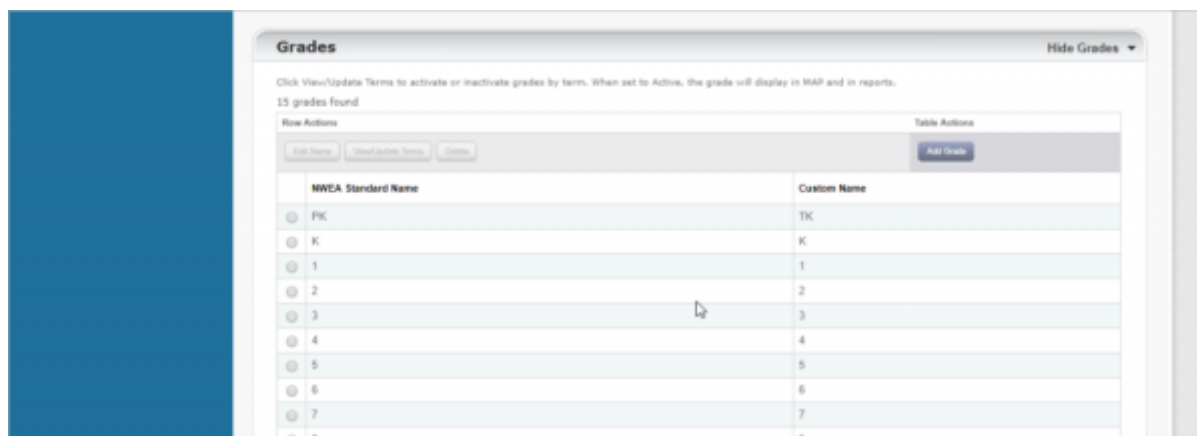 Grades Hide Grades
Click View/Update Terms to activate or inactivate grades by term. When set to Active, the grade will display in MAP and in reports.
15 grades found
Row Actions Table Actions
Edit Name View/Update Terms Delete Add Grade
NWEA Standard Name Custom Name
PK TK
K K
1 1
2 2
3 3
4 4
5 5
6 6
7 7